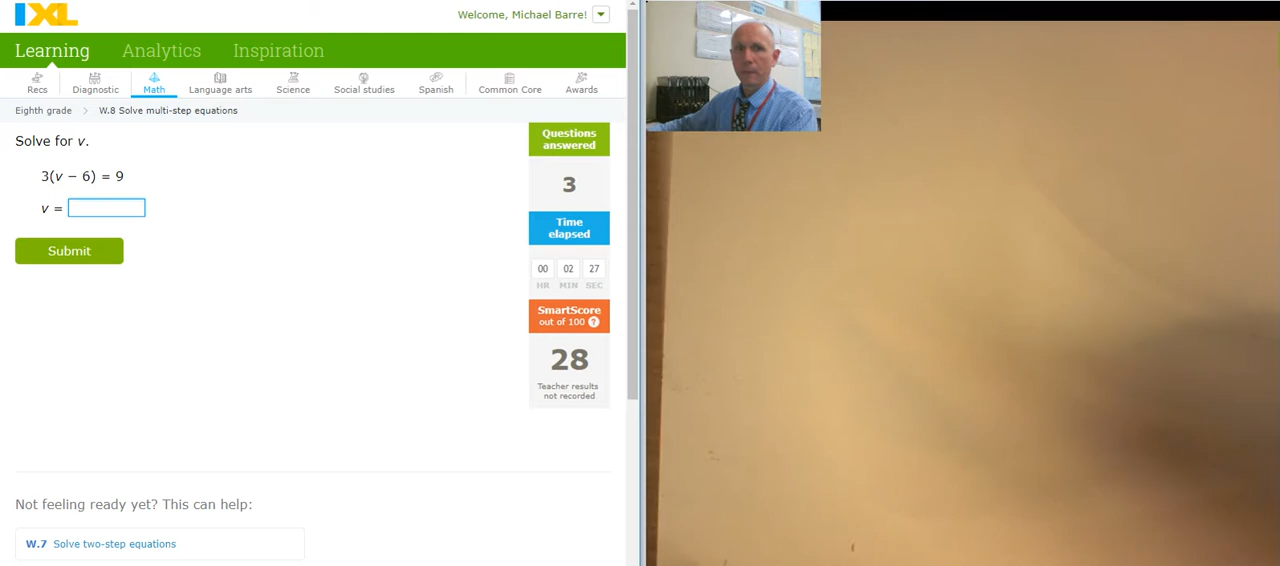 IXL
Welcome, Michael Barre!
Learning Analytics Inspiration
Recs Diagnostic Math Language arts Science Social studies Spanish Common Core Awards
Eighth grade > W.8 Solve multi-step equations
Solve for v.
3(v − 6) = 9
v =
Submit
Questions
answered
3
Time
elapsed
00 02 27
HR MIN SEC
SmartScore
out of 100 ?
28
Teacher results
not recorded
Not feeling ready yet? This can help:
W.7 Solve two-step equations